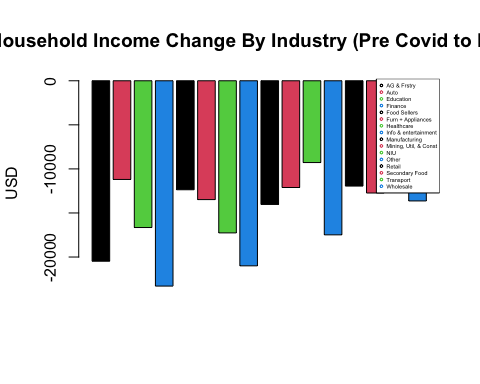 Household Income Change By Industry (Pre Covid to
0
-10000
-20000
USD
AG & Frstry
Auto
Education
Finance
Food Sellers
Furn + Appliances
Healthcare
Info & entertainment
Manufacturing
Mining, Util, & Const
NIU
Other
Retail
Secondary Food
Transport
Wholesale